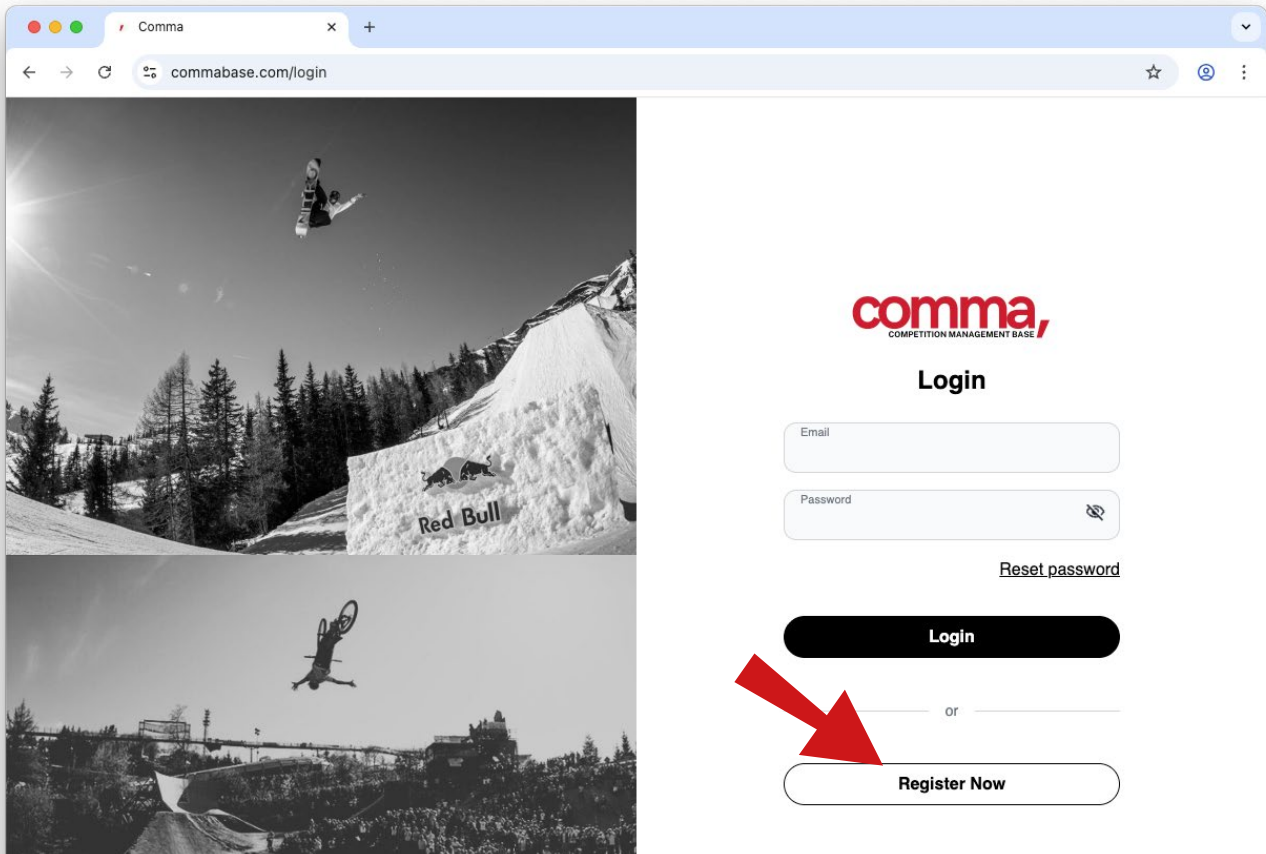 Comma
commabase.com/login
Red Bull
comma,
COMPETITION MANAGEMENT BASE
Login
Email
Password
Reset password
Login
or
Register Now